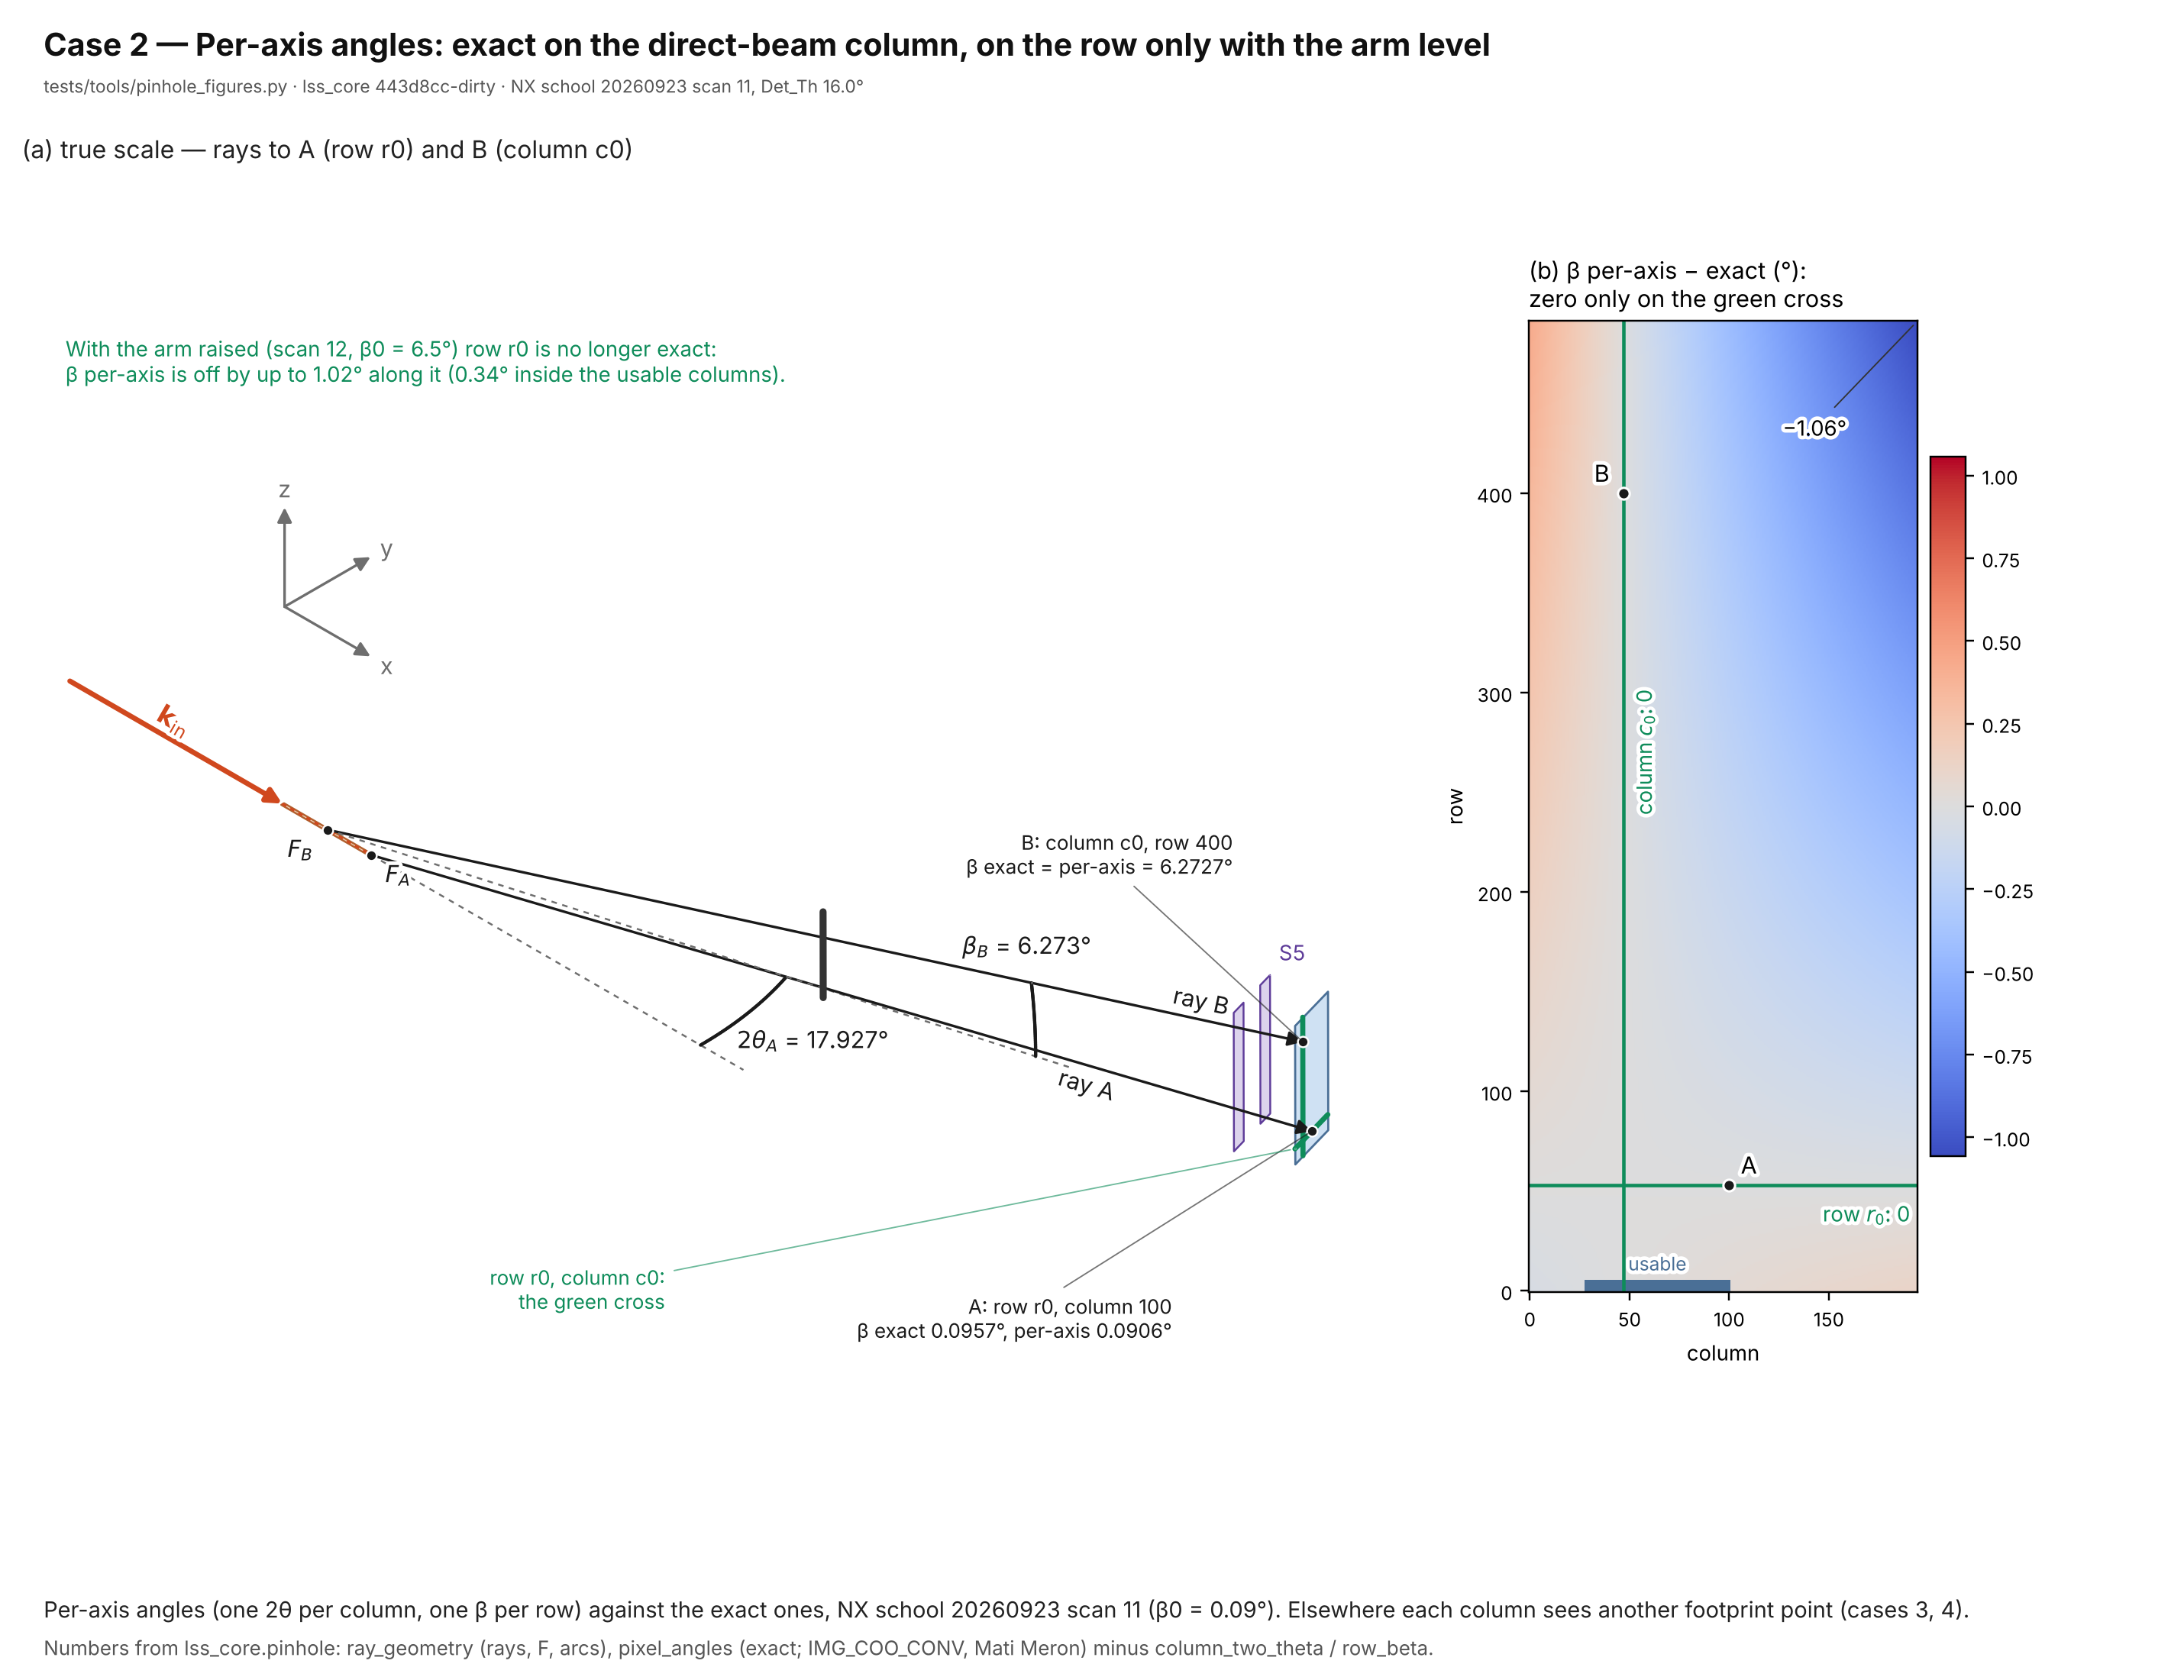 Case 2 — Per-axis angles: exact on the direct-beam column, on the row only with the arm level
tests/tools/pinhole_figures.py · lss_core 443d8cc-dirty · NX school 20260923 scan 11, Det_Th 16.0°
(a) true scale — rays to A (row r0) and B (column c0)
With the arm raised (scan 12, β0 = 6.5°) row r0 is no longer exact:
β per-axis is off by up to 1.02° along it (0.34° inside the usable columns).
z
y
x
k_in
F_B
F_A
2θ_A = 17.927°
β_B = 6.273°
ray B
ray A
S5
B: column c0, row 400
β exact = per-axis = 6.2727°
row r0, column c0:
the green cross
A: row r0, column 100
β exact 0.0957°, per-axis 0.0906°
(b) β per-axis − exact (°):
zero only on the green cross
−1.06°
B
column c₀: 0
A
row r₀: 0
usable
row
400
300
200
100
0
0 50 100 150
column
1.00
0.75
0.50
0.25
0.00
−0.25
−0.50
−0.75
−1.00
Per-axis angles (one 2θ per column, one β per row) against the exact ones, NX school 20260923 scan 11 (β0 = 0.09°). Elsewhere each column sees another footprint point (cases 3, 4).
Numbers from lss_core.pinhole: ray_geometry (rays, F, arcs), pixel_angles (exact; IMG_COO_CONV, Mati Meron) minus column_two_theta / row_beta.